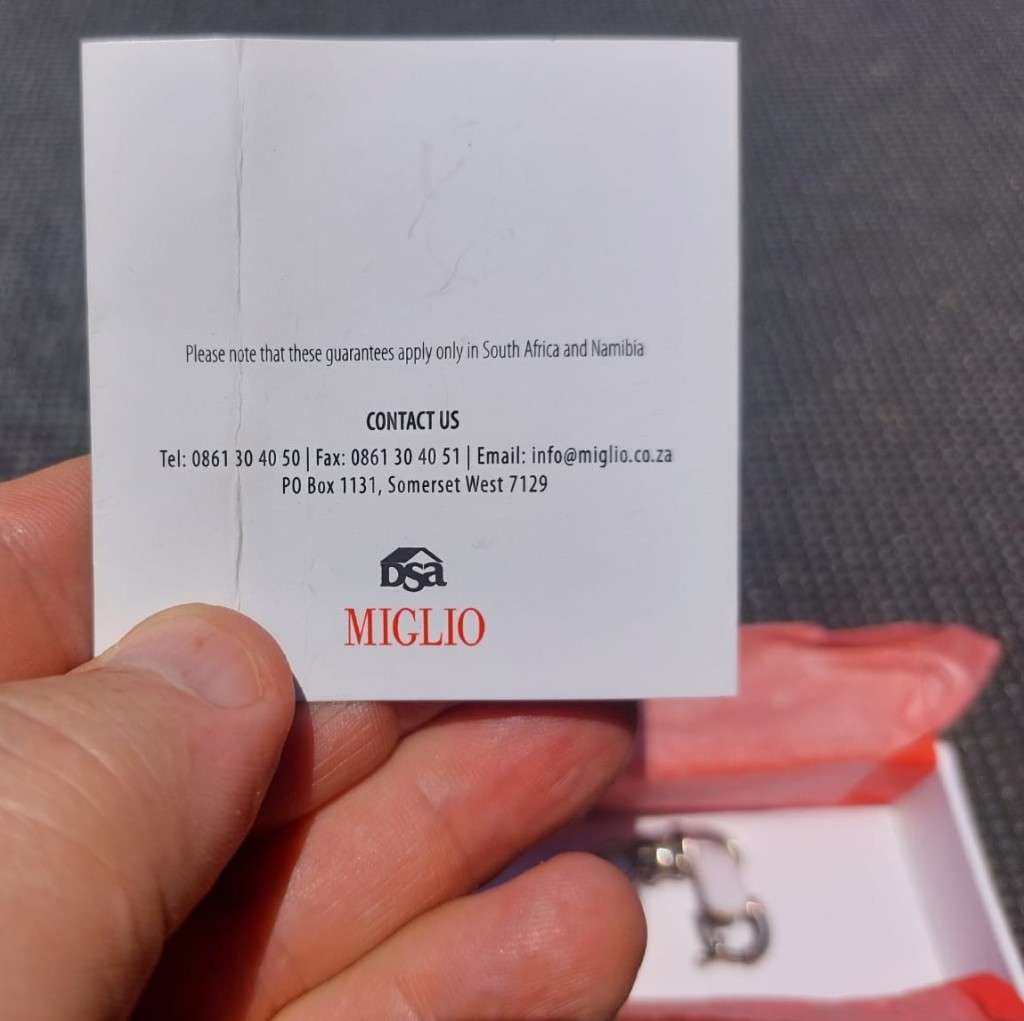 Please note that these guarantees apply only in South Africa and Namibia
CONTACT US
Tel: 0861 30 40 50 | Fax: 0861 30 40 51 | Email: info@miglio.co.za
PO Box 1131, Somerset West 7129
DSa
MIGLIO